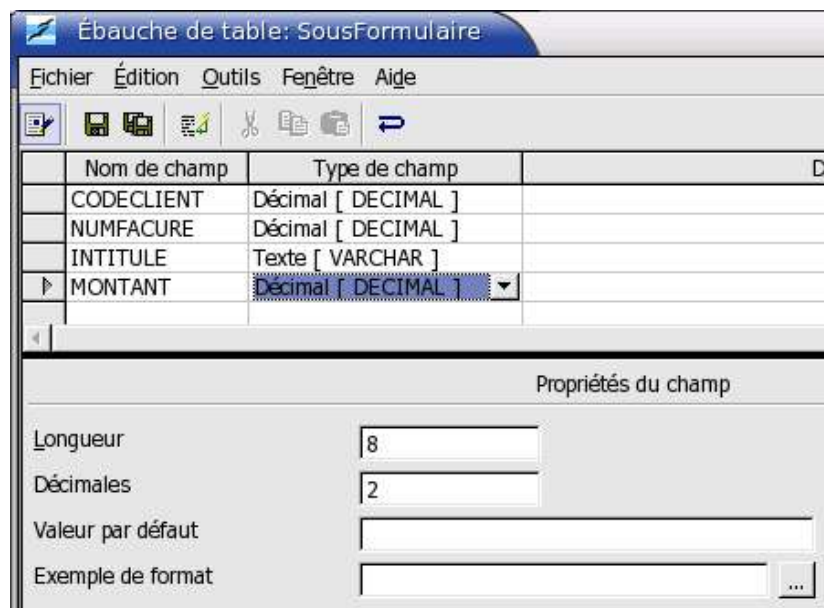 Ébauche de table: SousFormulaire
Fichier Édition Outils Fenêtre Aide
Nom de champ Type de champ D
CODECLIENT Décimal [ DECIMAL ]
NUMFACURE Décimal [ DECIMAL ]
INTITULE Texte [ VARCHAR ]
MONTANT Décimal [ DECIMAL ]
Propriétés du champ
Longueur 8
Décimales 2
Valeur par défaut
Exemple de format ...